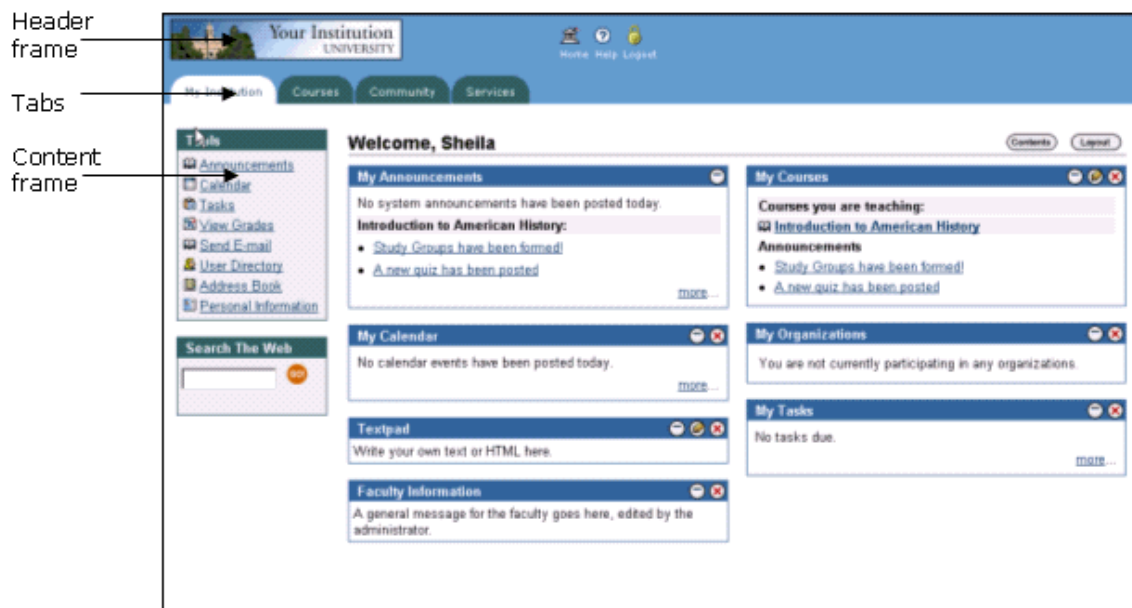 Header
frame
Tabs
Content
frame
Your Institution
UNIVERSITY
Home Help Logout
My Institution
Courses
Community
Services
Tools
Announcements
Calendar
Tasks
View Grades
Send E-mail
User Directory
Address Book
Personal Information
Search The Web
GO!
Welcome, Sheila
Contents
Layout
My Announcements
No system announcements have been posted today.
Introduction to American History:
• Study Groups have been formed!
• A new quiz has been posted
more...
My Calendar
No calendar events have been posted today.
more...
Textpad
Write your own text or HTML here.
Faculty Information
A general message for the faculty goes here, edited by the
administrator.
My Courses
Courses you are teaching:
Introduction to American History
Announcements
• Study Groups have been formed!
• A new quiz has been posted
My Organizations
You are not currently participating in any organizations.
My Tasks
No tasks due.
more...